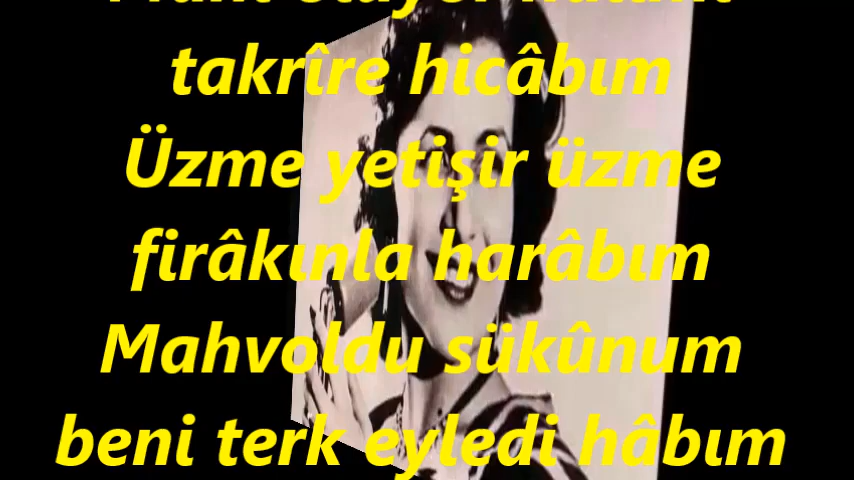 takrîre hicâbım
Üzme yetişir üzme
firâkınla harâbım
Mahvoldu sükûnum
beni terk eyledi hâbım